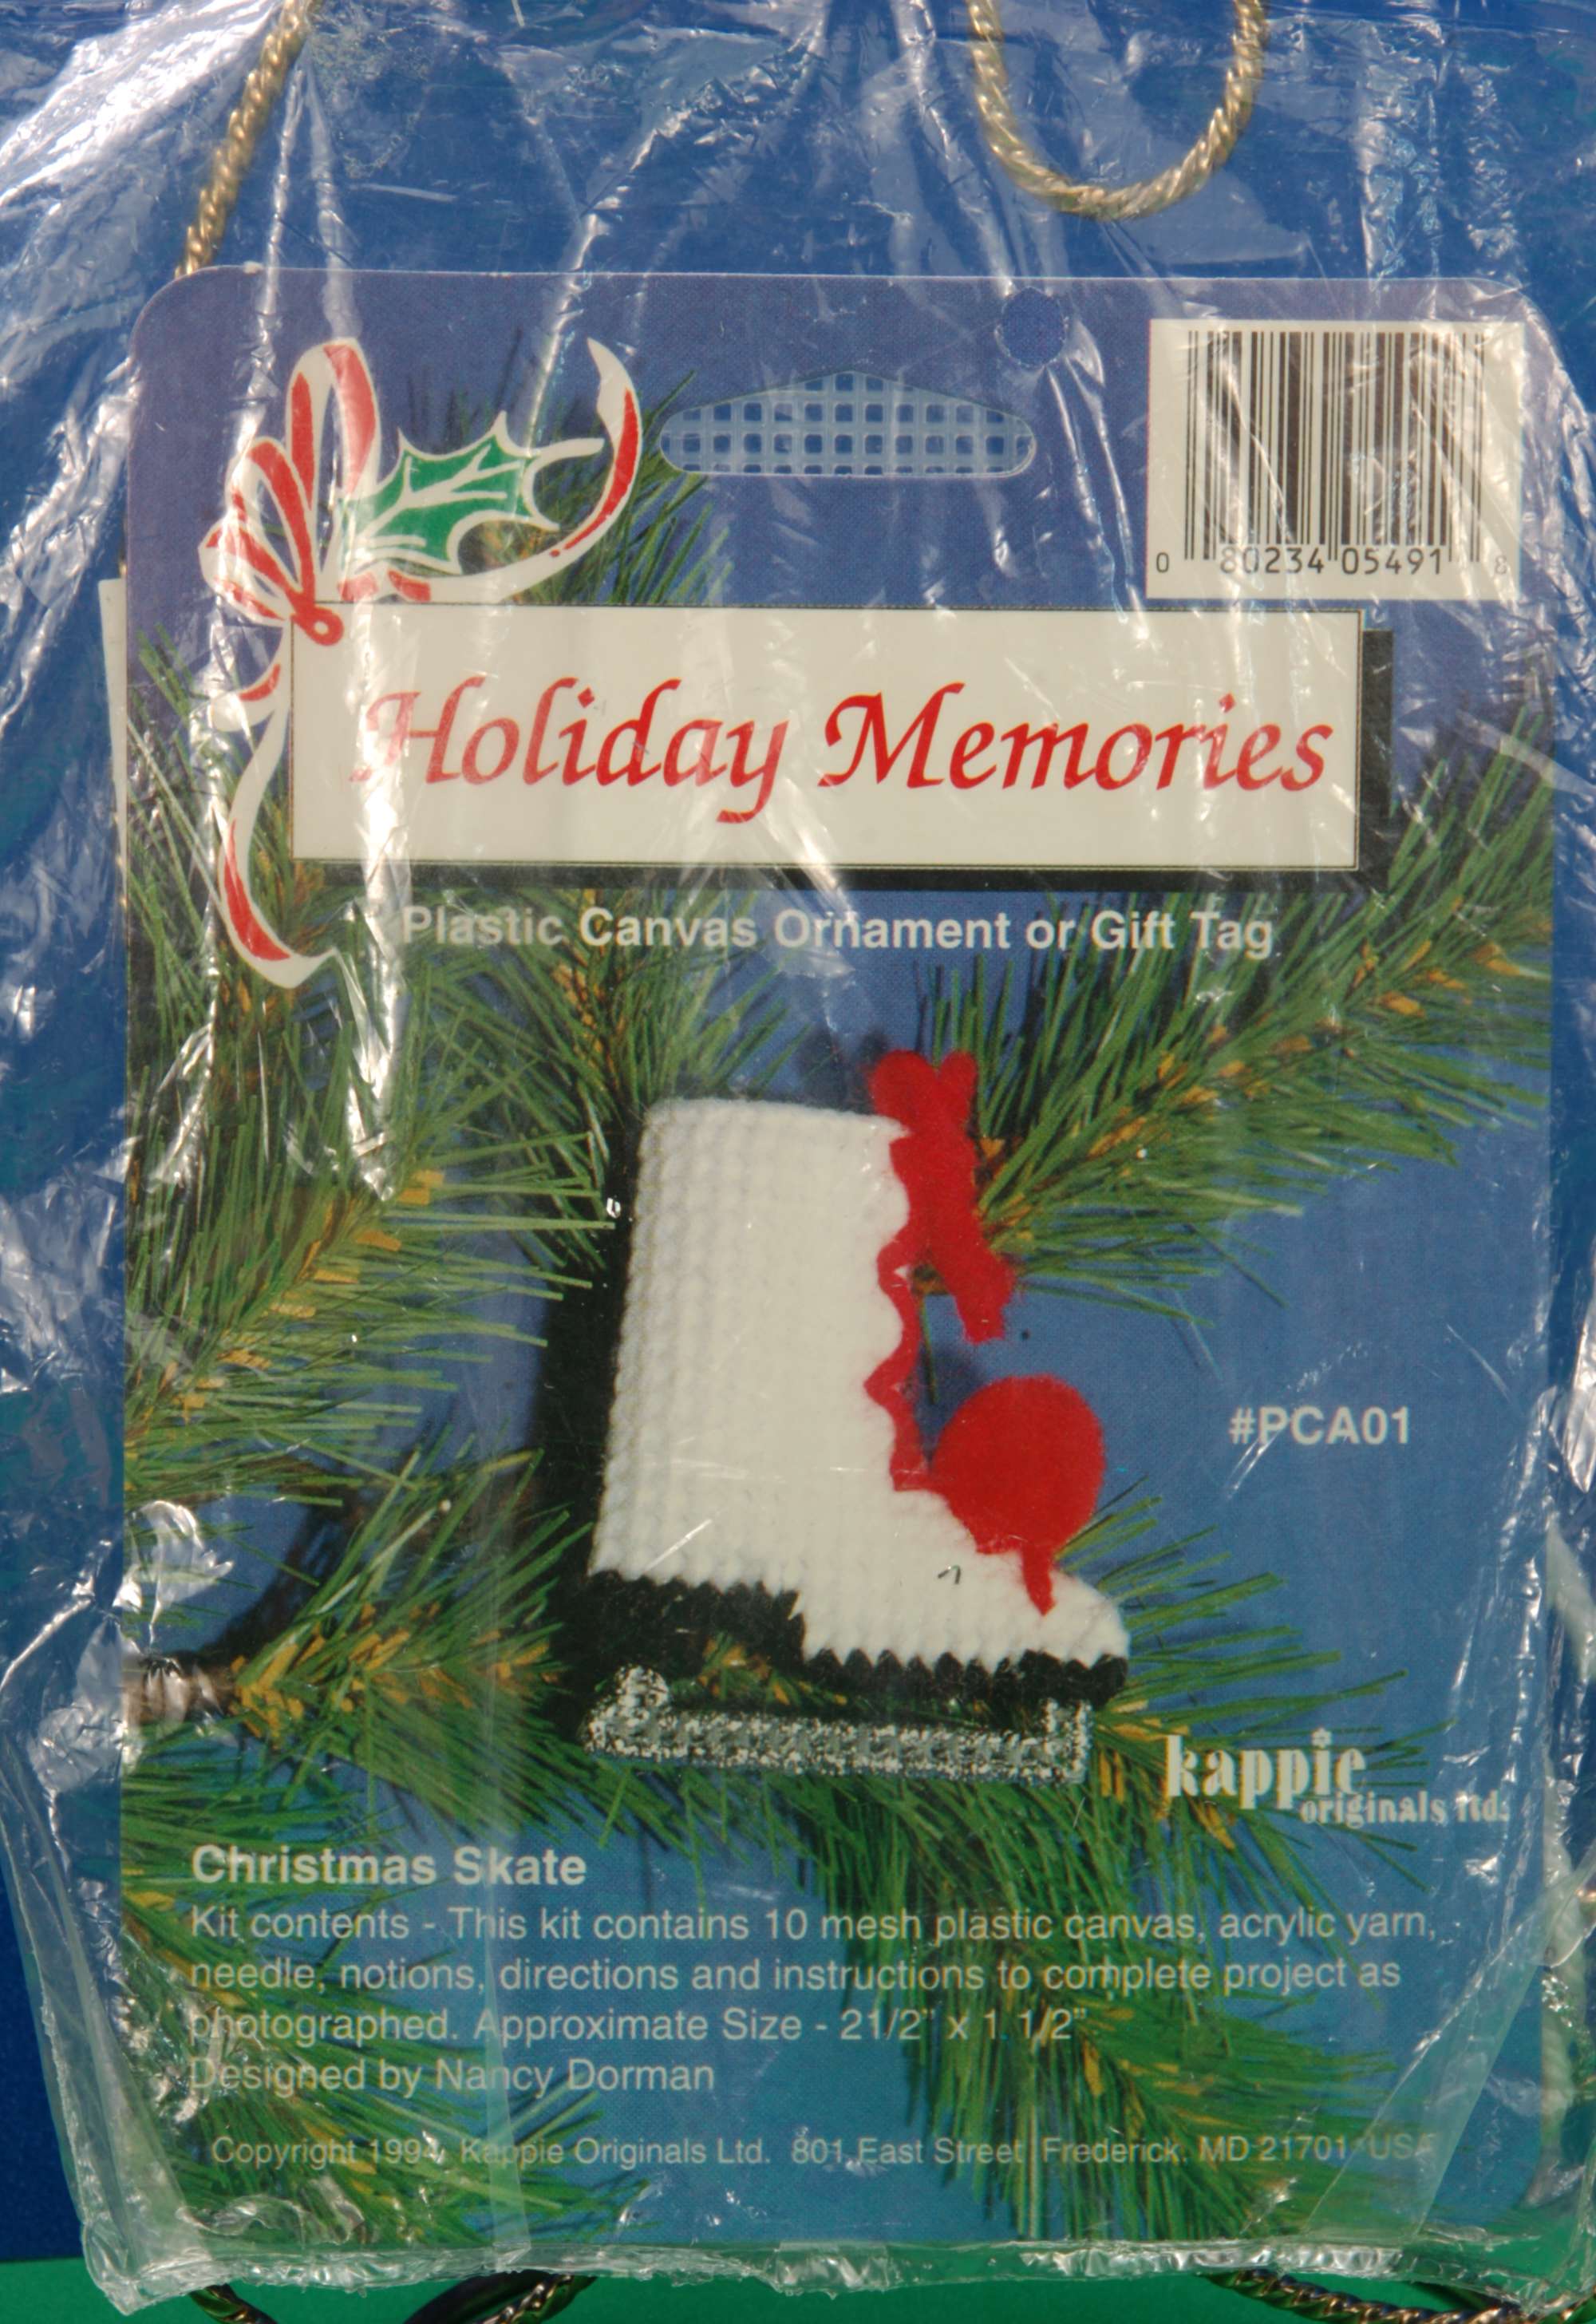 0 80234 05491 8
Holiday Memories
Plastic Canvas Ornament or Gift Tag
#PCA01
kappie
originals ltd.
Christmas Skate
Kit contents - This kit contains 10 mesh plastic canvas, acrylic yarn,
needle, notions, directions and instructions to complete project as
photographed. Approximate Size - 21/2" x 1 1/2"
Designed by Nancy Dorman
Copyright 1994, Kappie Originals Ltd. 801 East Street Frederick, MD 21701 USA